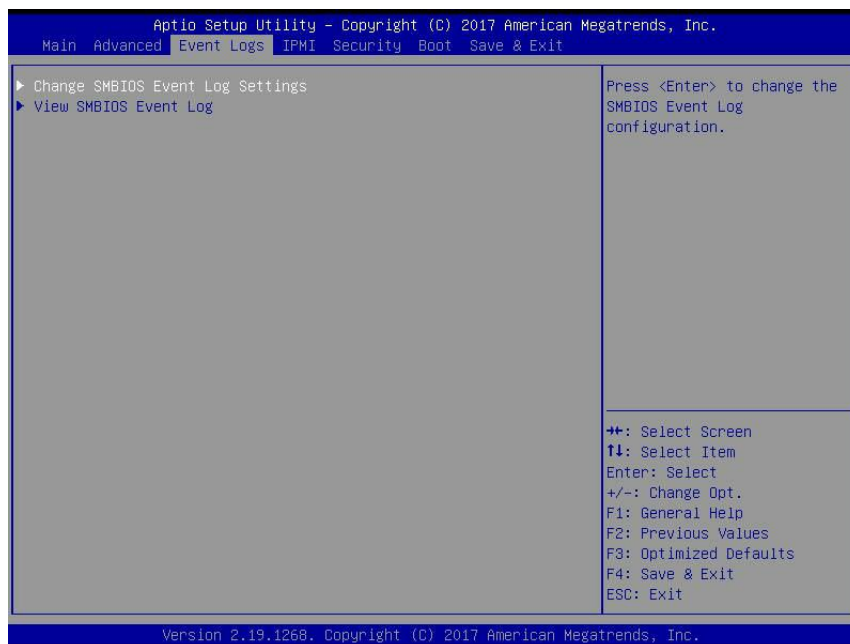 Aptio Setup Utility – Copyright (C) 2017 American Megatrends, Inc.
Main Advanced Event Logs IPMI Security Boot Save & Exit
▶ Change SMBIOS Event Log Settings
▶ View SMBIOS Event Log
Press <Enter> to change the
SMBIOS Event Log
configuration.
→←: Select Screen
↑↓: Select Item
Enter: Select
+/-: Change Opt.
F1: General Help
F2: Previous Values
F3: Optimized Defaults
F4: Save & Exit
ESC: Exit
Version 2.19.1268. Copyright (C) 2017 American Megatrends, Inc.